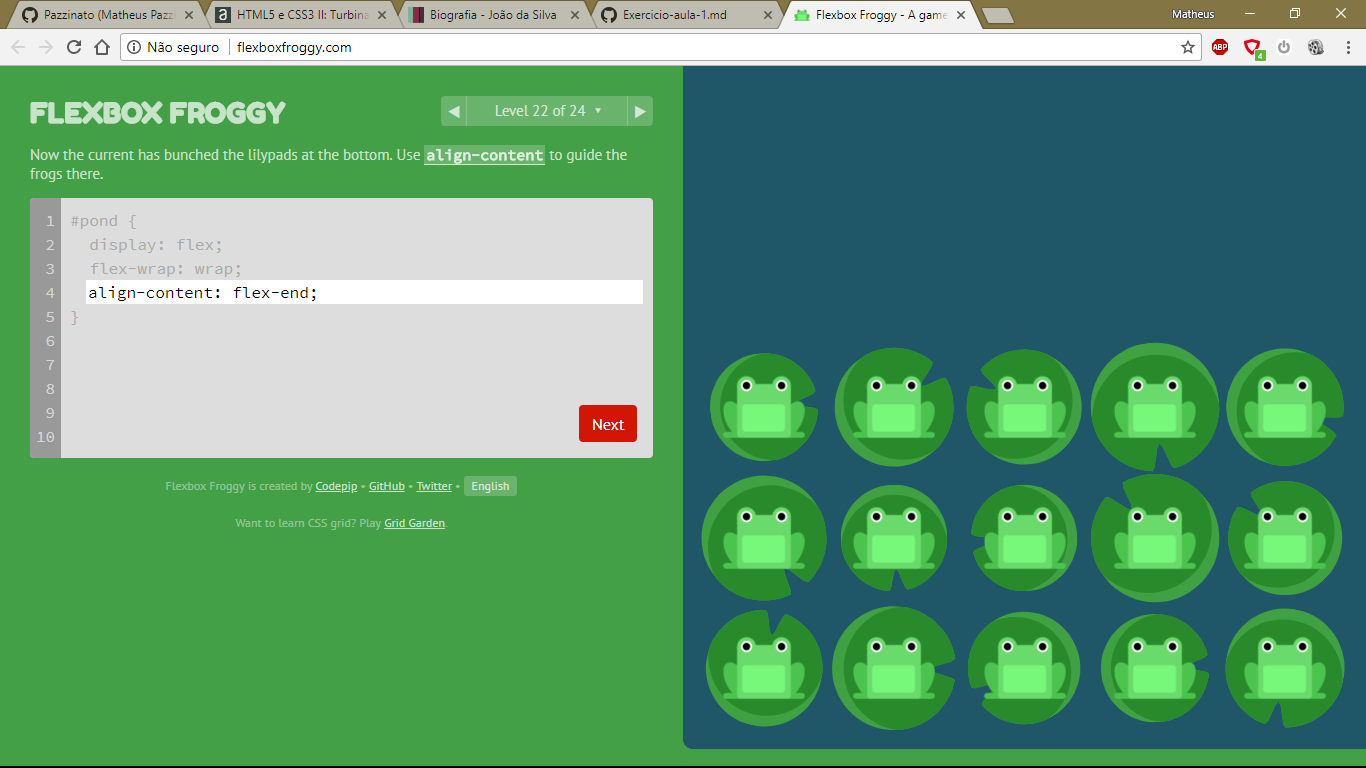 Pazzinato (Matheus Pazzin
HTML5 e CSS3 II: Turbina
Biografia - João da Silva
Exercicio-aula-1.md
Flexbox Froggy - A game
Matheus
Não seguro
flexboxfroggy.com
ABP
4
FLEXBOX FROGGY
◀ Level 22 of 24 ▼ ▶
Now the current has bunched the lilypads at the bottom. Use align-content to guide the
frogs there.
1 #pond {
2 display: flex;
3 flex-wrap: wrap;
4 align-content: flex-end;
5 }
6
7
8
9
10
Next
Flexbox Froggy is created by Codepip • GitHub • Twitter • English
Want to learn CSS grid? Play Grid Garden.